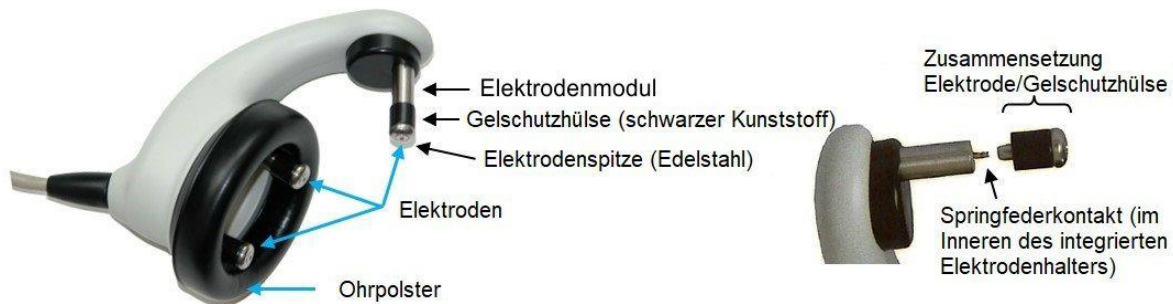 Elektrodenmodul
Gelschutzhülse (schwarzer Kunststoff)
Elektrodenspitze (Edelstahl)
Elektroden
Ohrpolster
Zusammensetzung
Elektrode/Gelschutzhülse
Springfederkontakt (im
Inneren des integrierten
Elektrodenhalters)